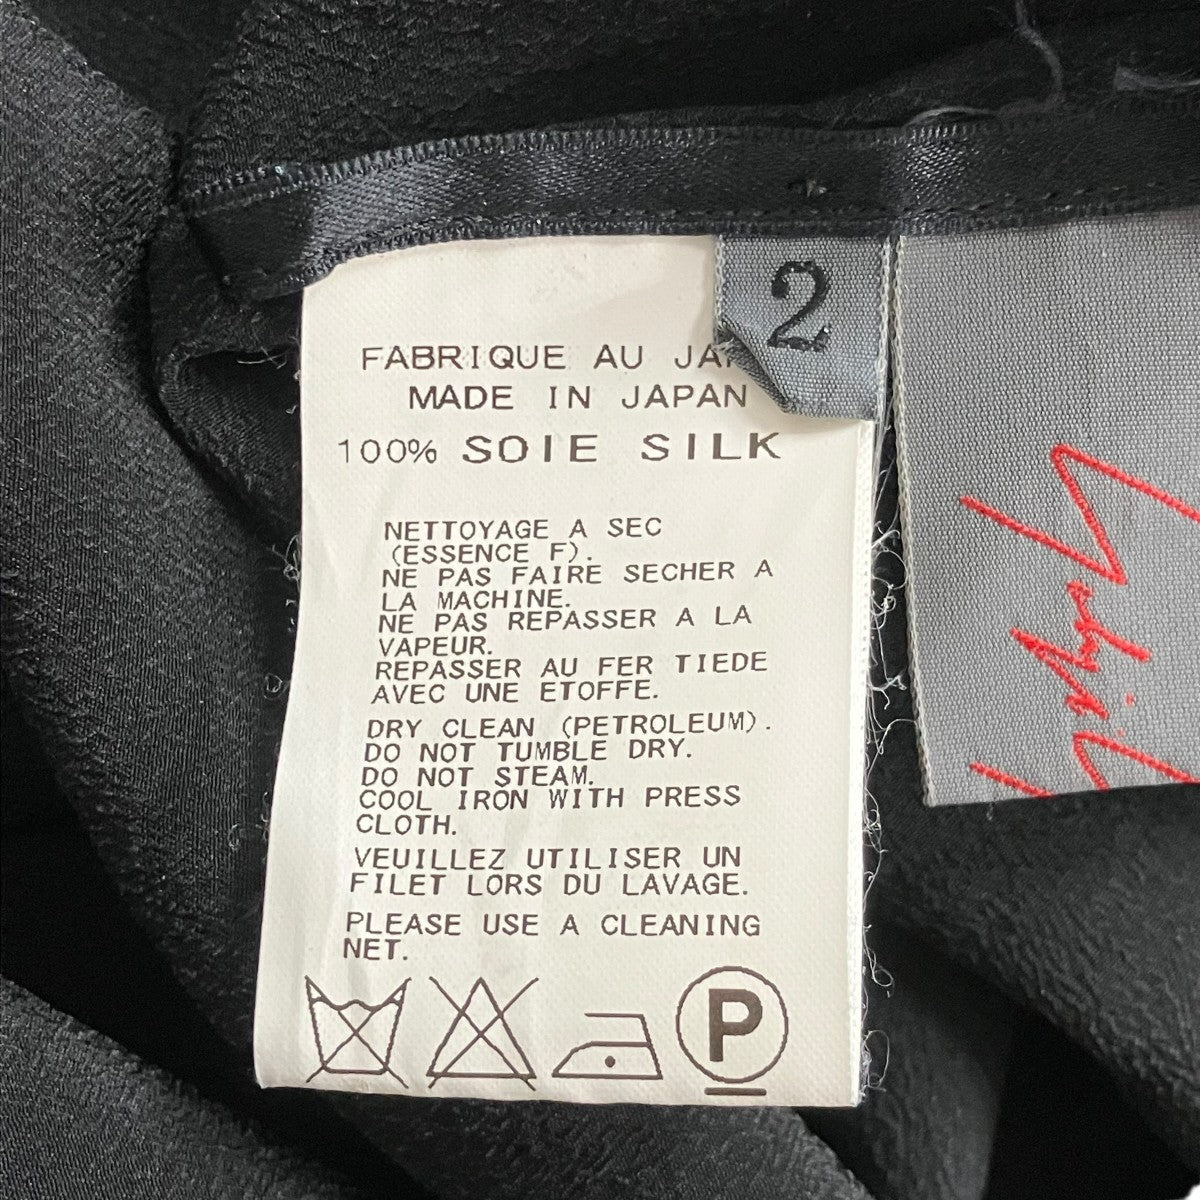 2
FABRIQUE AU
MADE IN JAPAN
100% SOIE SILK
NETTOYAGE A SEC
(ESSENCE F).
NE PAS FAIRE SECHER A
LA MACHINE.
NE PAS REPASSER A LA
VAPEUR.
REPASSER AU FER TIEDE
AVEC UNE ETOFFE.
DRY CLEAN (PETROLEUM).
DO NOT TUMBLE DRY.
DO NOT STEAM.
COOL IRON WITH PRESS
CLOTH.
VEUILLEZ UTILISER UN
FILET LORS DU LAVAGE.
PLEASE USE A CLEANING
NET.
P